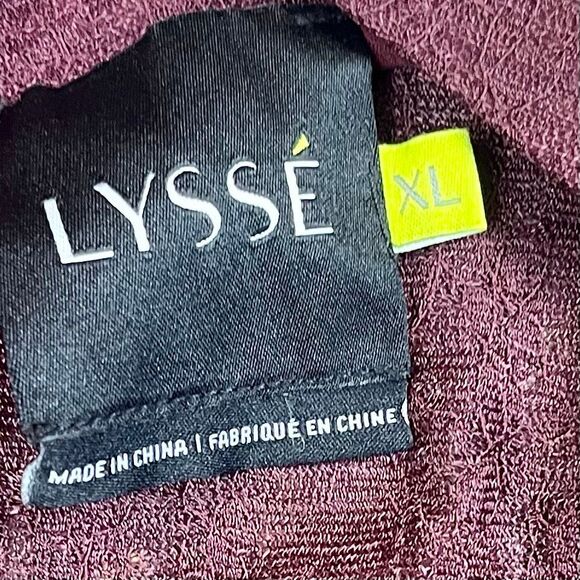 LYSSÉ
XL
MADE IN CHINA | FABRIQUÉ EN CHINE